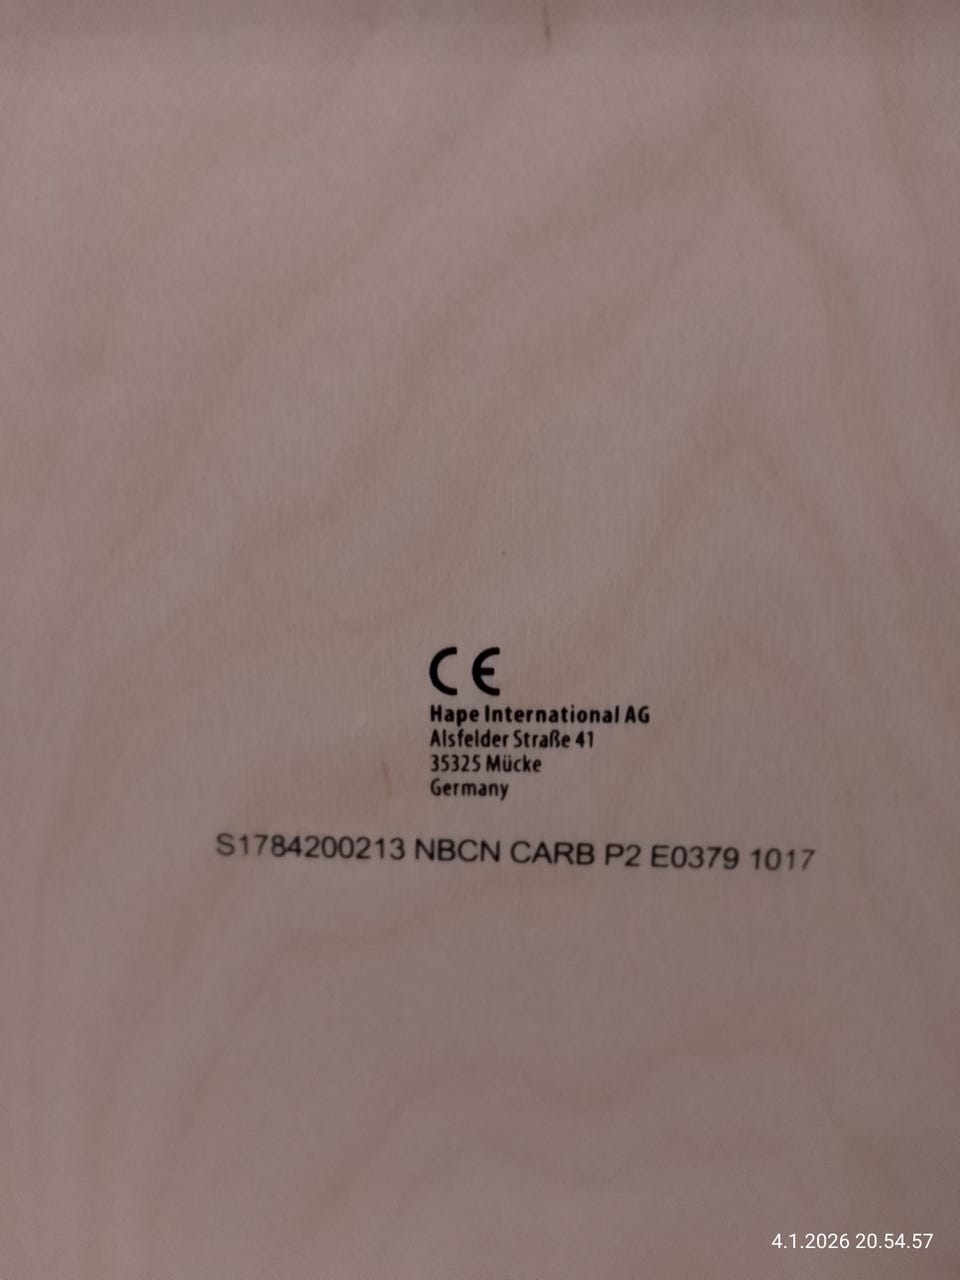 CE
Hape International AG
Alsfelder Straße 41
35325 Mücke
Germany
S1784200213 NBCN CARB P2 E0379 1017
4.1.2026 20.54.57